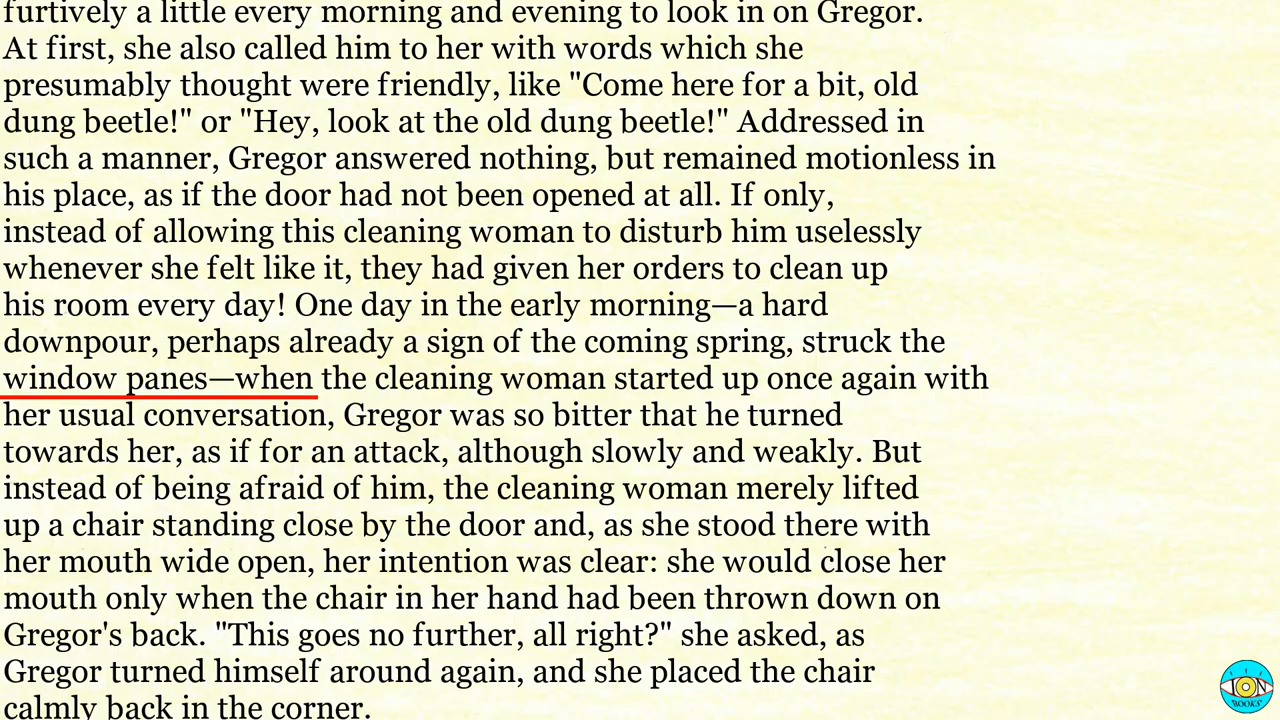 furtively a little every morning and evening to look in on Gregor.
At first, she also called him to her with words which she
presumably thought were friendly, like "Come here for a bit, old
dung beetle!" or "Hey, look at the old dung beetle!" Addressed in
such a manner, Gregor answered nothing, but remained motionless in
his place, as if the door had not been opened at all. If only,
instead of allowing this cleaning woman to disturb him uselessly
whenever she felt like it, they had given her orders to clean up
his room every day! One day in the early morning—a hard
downpour, perhaps already a sign of the coming spring, struck the
window panes—when the cleaning woman started up once again with
her usual conversation, Gregor was so bitter that he turned
towards her, as if for an attack, although slowly and weakly. But
instead of being afraid of him, the cleaning woman merely lifted
up a chair standing close by the door and, as she stood there with
her mouth wide open, her intention was clear: she would close her
mouth only when the chair in her hand had been thrown down on
Gregor's back. "This goes no further, all right?" she asked, as
Gregor turned himself around again, and she placed the chair
calmly back in the corner.
ION
BOOKS